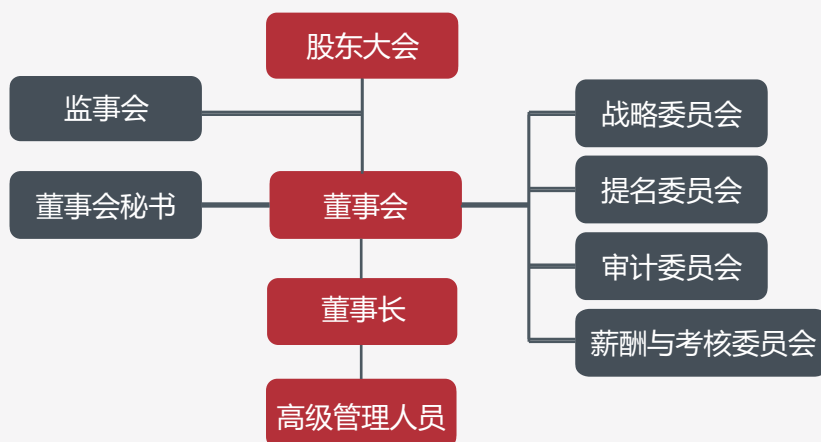 股东大会
监事会
战略委员会
提名委员会
董事会秘书
董事会
审计委员会
董事长
薪酬与考核委员会
高级管理人员